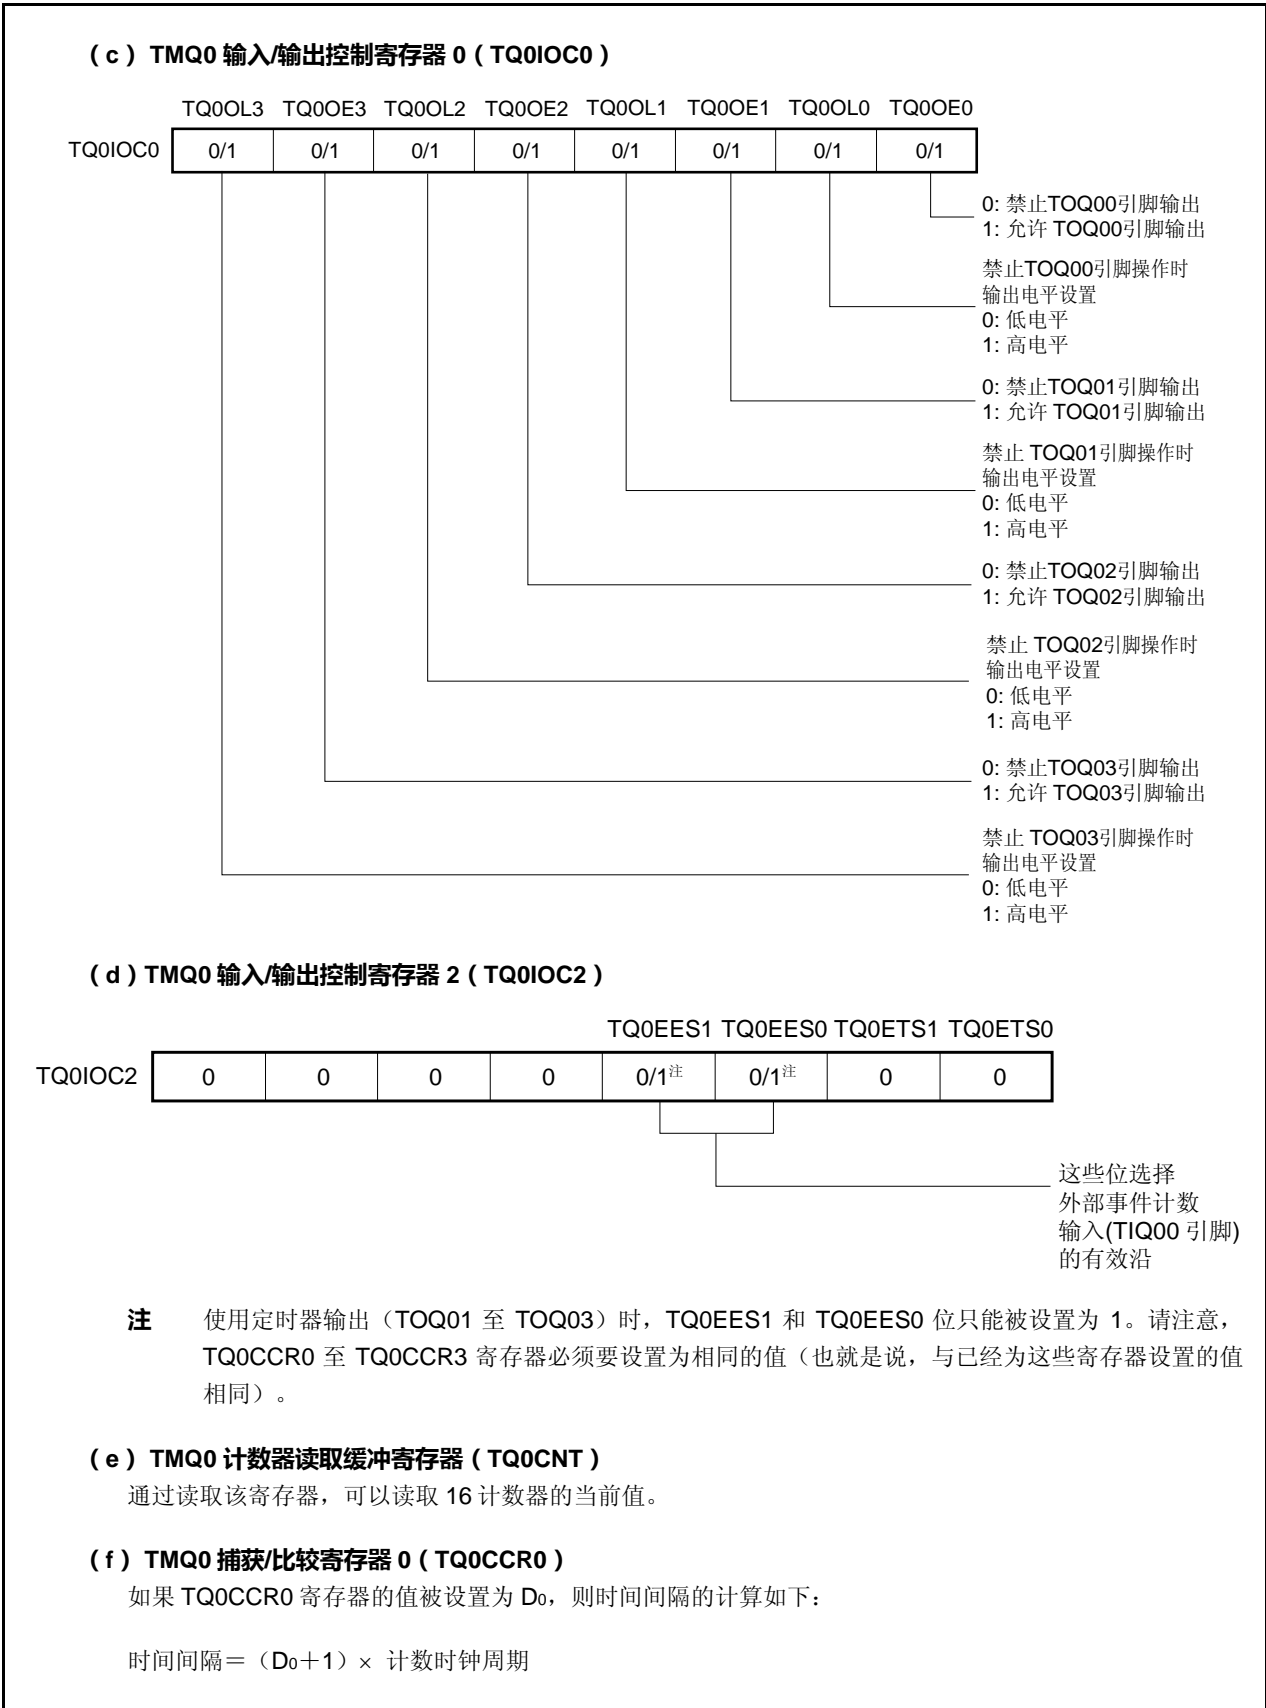 （c） TMQ0 输入/输出控制寄存器 0（TQ0IOC0）
TQ0OL3 TQ0OE3 TQ0OL2 TQ0OE2 TQ0OL1 TQ0OE1 TQ0OL0 TQ0OE0
TQ0IOC0 0/1 0/1 0/1 0/1 0/1 0/1 0/1 0/1
0: 禁止TOQ00引脚输出
1: 允许 TOQ00引脚输出
禁止TOQ00引脚操作时
输出电平设置
0: 低电平
1: 高电平
0: 禁止TOQ01引脚输出
1: 允许 TOQ01引脚输出
禁止 TOQ01引脚操作时
输出电平设置
0: 低电平
1: 高电平
0: 禁止TOQ02引脚输出
1: 允许 TOQ02引脚输出
禁止 TOQ02引脚操作时
输出电平设置
0: 低电平
1: 高电平
0: 禁止TOQ03引脚输出
1: 允许 TOQ03引脚输出
禁止 TOQ03引脚操作时
输出电平设置
0: 低电平
1: 高电平
（d）TMQ0 输入/输出控制寄存器 2（TQ0IOC2）
TQ0EES1 TQ0EES0 TQ0ETS1 TQ0ETS0
TQ0IOC2 0 0 0 0 0/1注 0/1注 0 0
这些位选择
外部事件计数
输入(TIQ00 引脚)
的有效沿
注 使用定时器输出（TOQ01 至 TOQ03）时，TQ0EES1 和 TQ0EES0 位只能被设置为 1。请注意，
TQ0CCR0 至 TQ0CCR3 寄存器必须要设置为相同的值（也就是说，与已经为这些寄存器设置的值
相同）。
（e） TMQ0 计数器读取缓冲寄存器（TQ0CNT）
通过读取该寄存器，可以读取 16 计数器的当前值。
（f） TMQ0 捕获/比较寄存器 0（TQ0CCR0）
如果 TQ0CCR0 寄存器的值被设置为 D0，则时间间隔的计算如下：
时间间隔＝（D0＋1）× 计数时钟周期